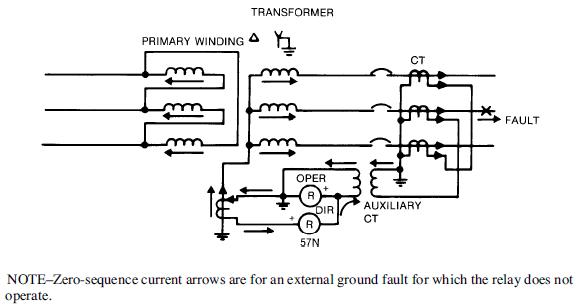 TRANSFORMER
PRIMARY WINDING Δ
CT
FAULT
OPER
R +
AUXILIARY
CT
DIR
+ R
57N
NOTE–Zero-sequence current arrows are for an external ground fault for which the relay does not
operate.